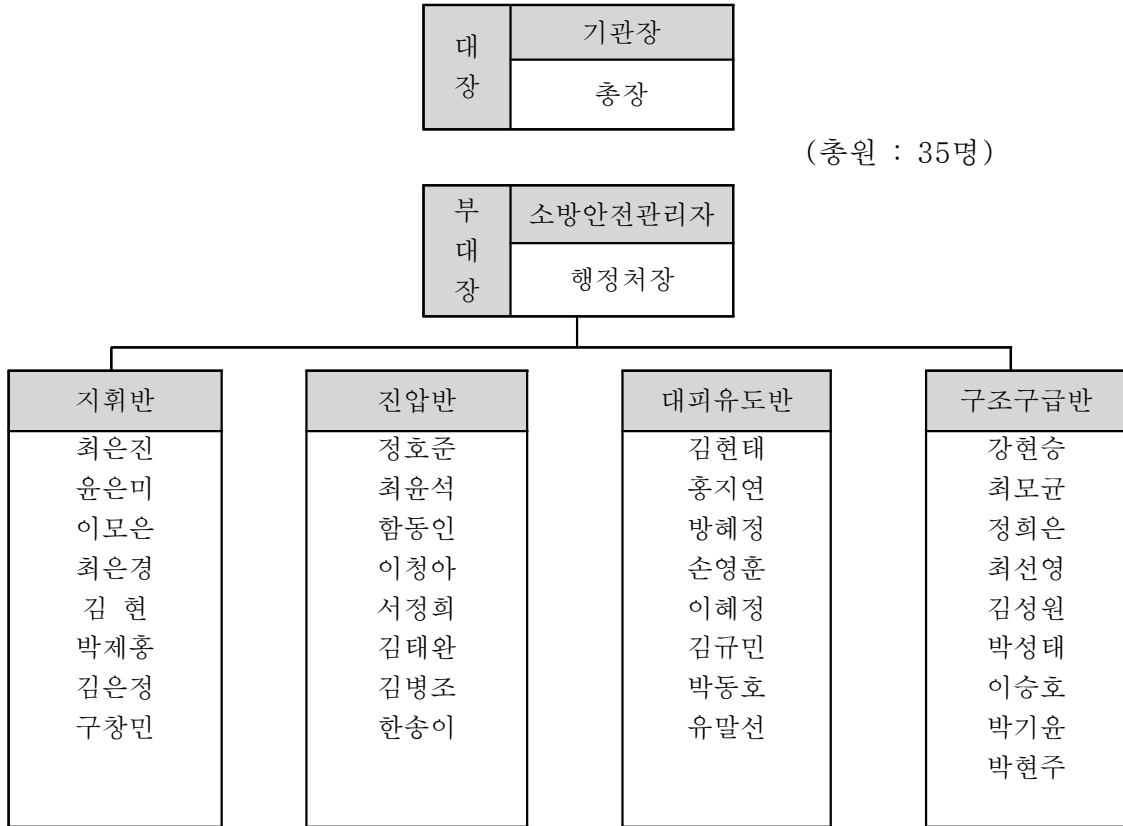 대장
기관장
총장
(총원 : 35명)
부대장
소방안전관리자
행정처장
지휘반
최은진
윤은미
이모은
최은경
김 현
박제홍
김은정
구창민
진압반
정호준
최윤석
함동인
이청아
서정희
김태완
김병조
한송이
대피유도반
김현태
홍지연
방혜정
손영훈
이혜정
김규민
박동호
유말선
구조구급반
강현승
최모균
정희은
최선영
김성원
박성태
이승호
박기윤
박현주